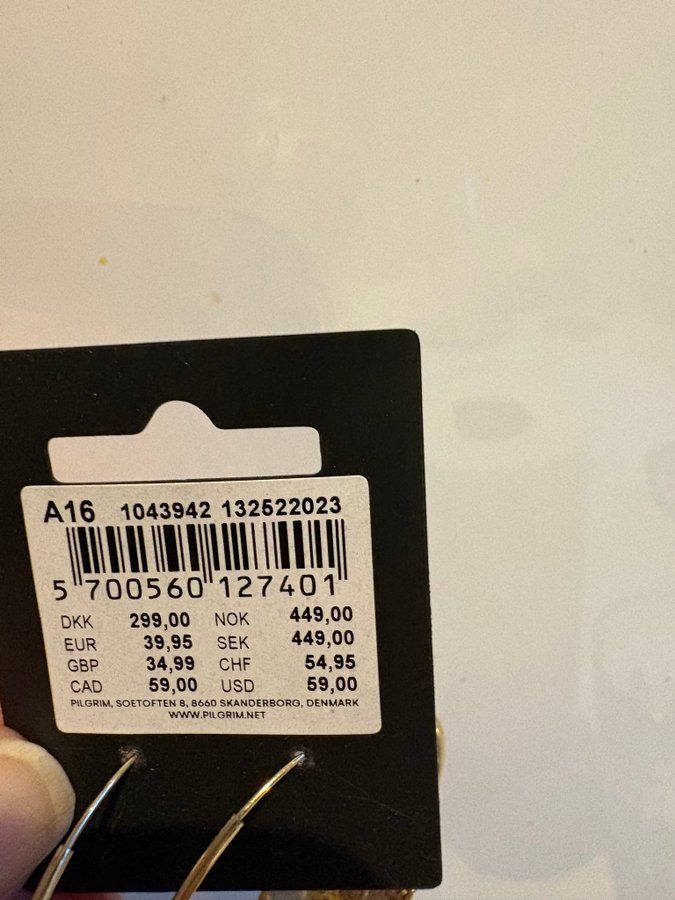 A16 1043942 132522023
5 700560 127401
DKK 299,00 NOK 449,00
EUR 39,95 SEK 449,00
GBP 34,99 CHF 54,95
CAD 59,00 USD 59,00
PILGRIM, SOETOFTEN 8, 8660 SKANDERBORG, DENMARK
WWW.PILGRIM.NET